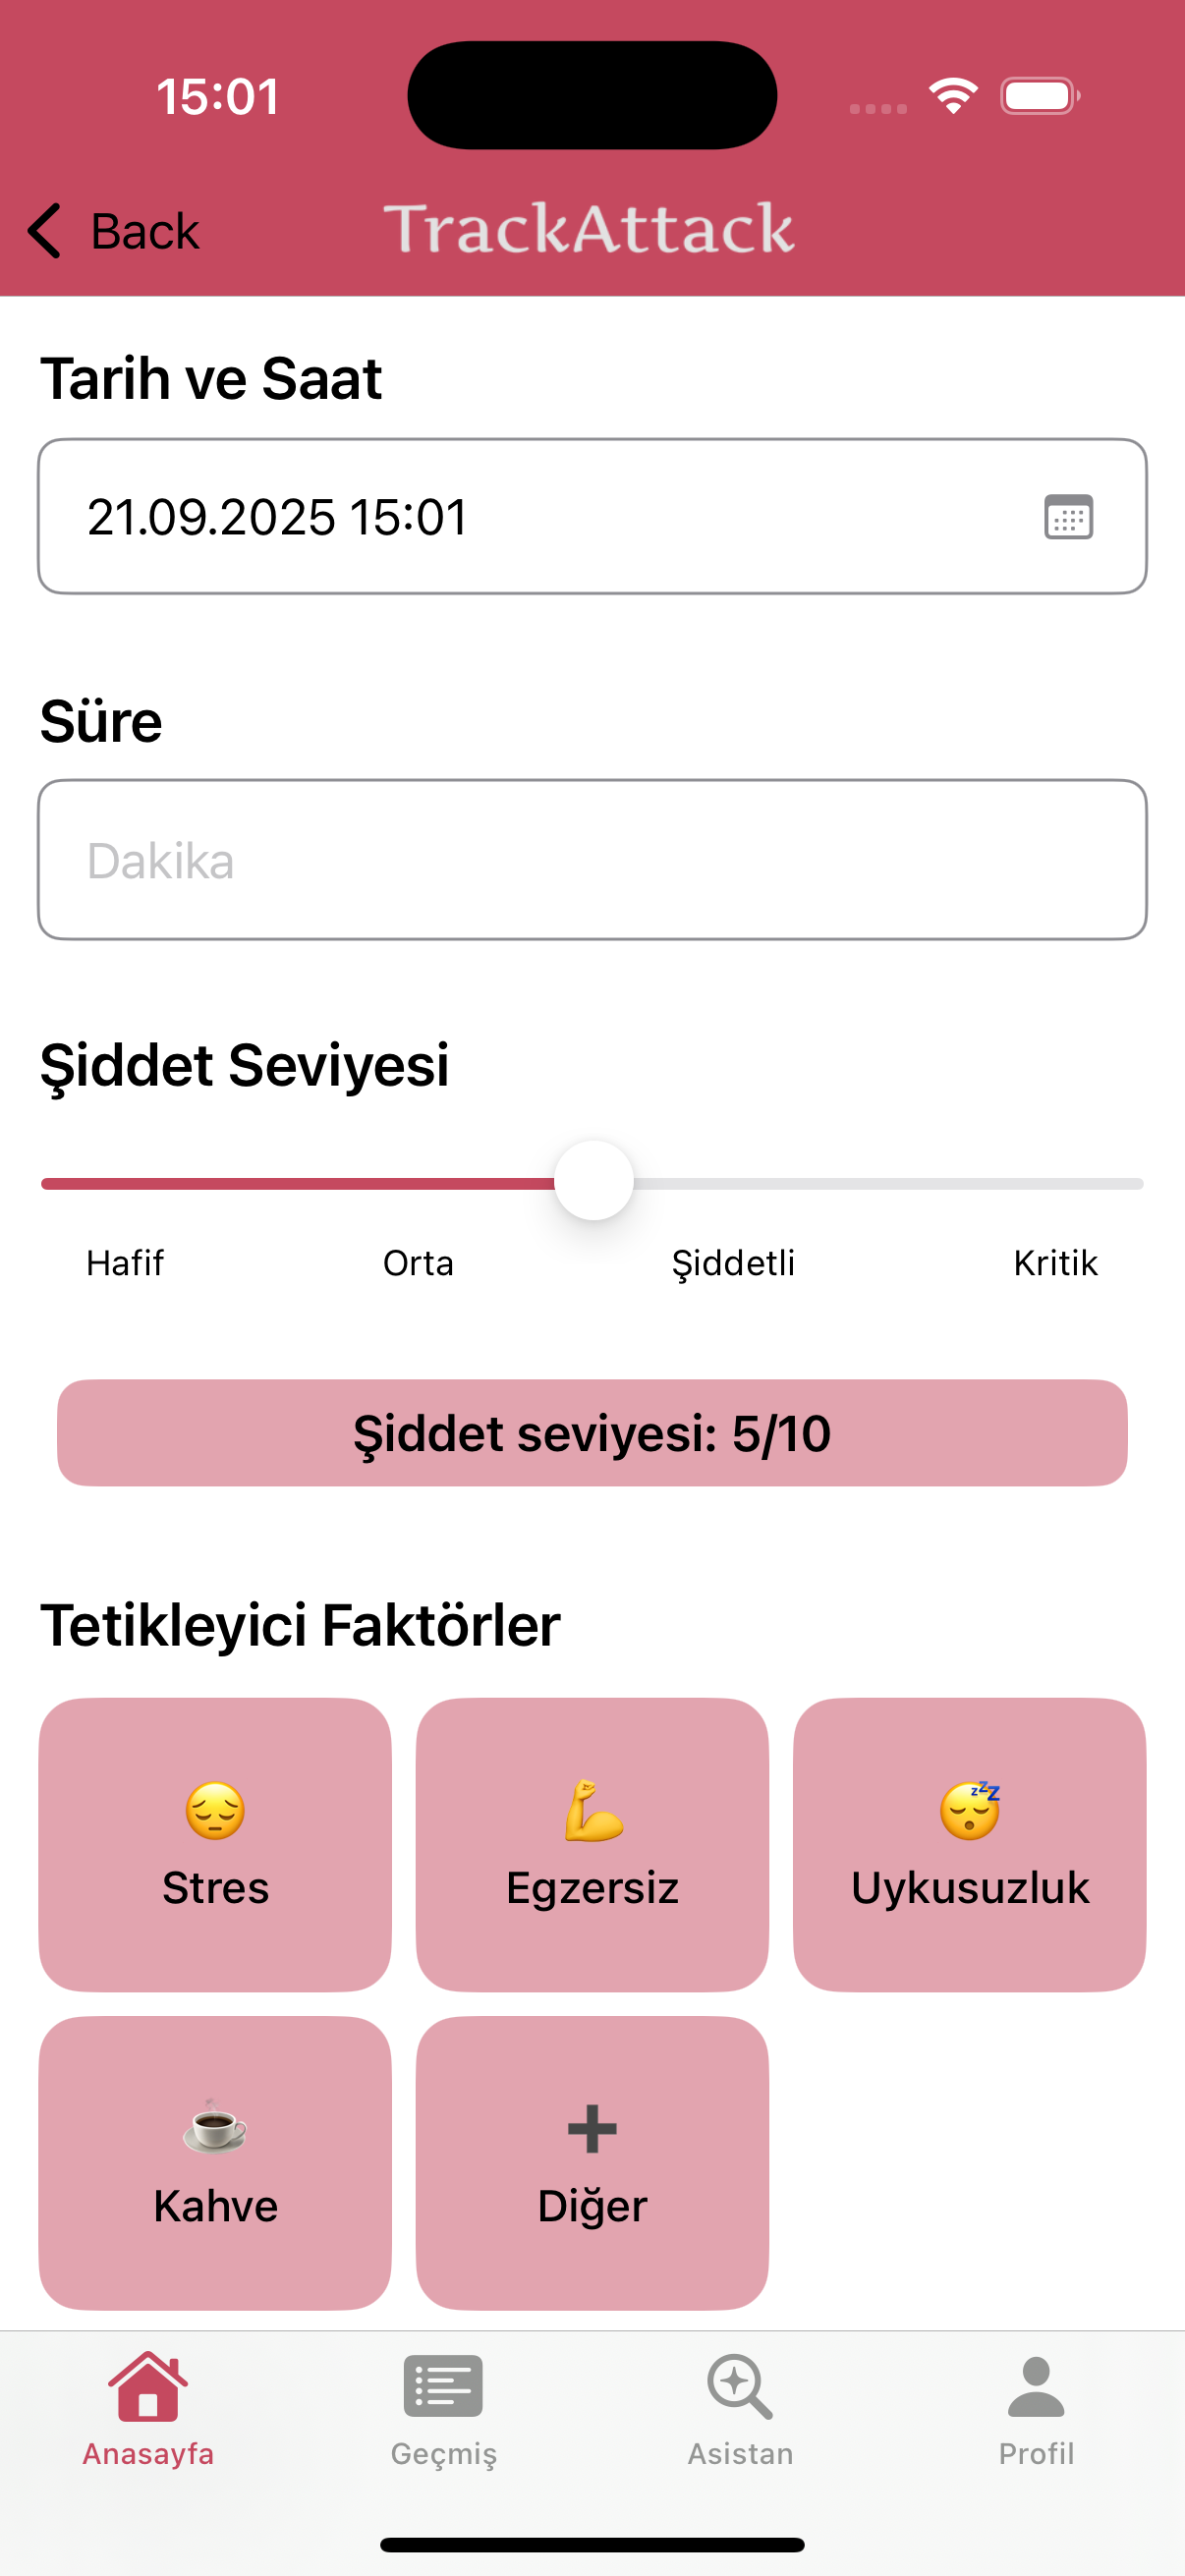 15:01
Back
TrackAttack
Tarih ve Saat
21.09.2025 15:01
Süre
Dakika
Şiddet Seviyesi
Hafif Orta Şiddetli Kritik
Şiddet seviyesi: 5/10
Tetikleyici Faktörler
Stres Egzersiz Uykusuzluk
Kahve Diğer
Anasayfa Geçmiş Asistan Profil